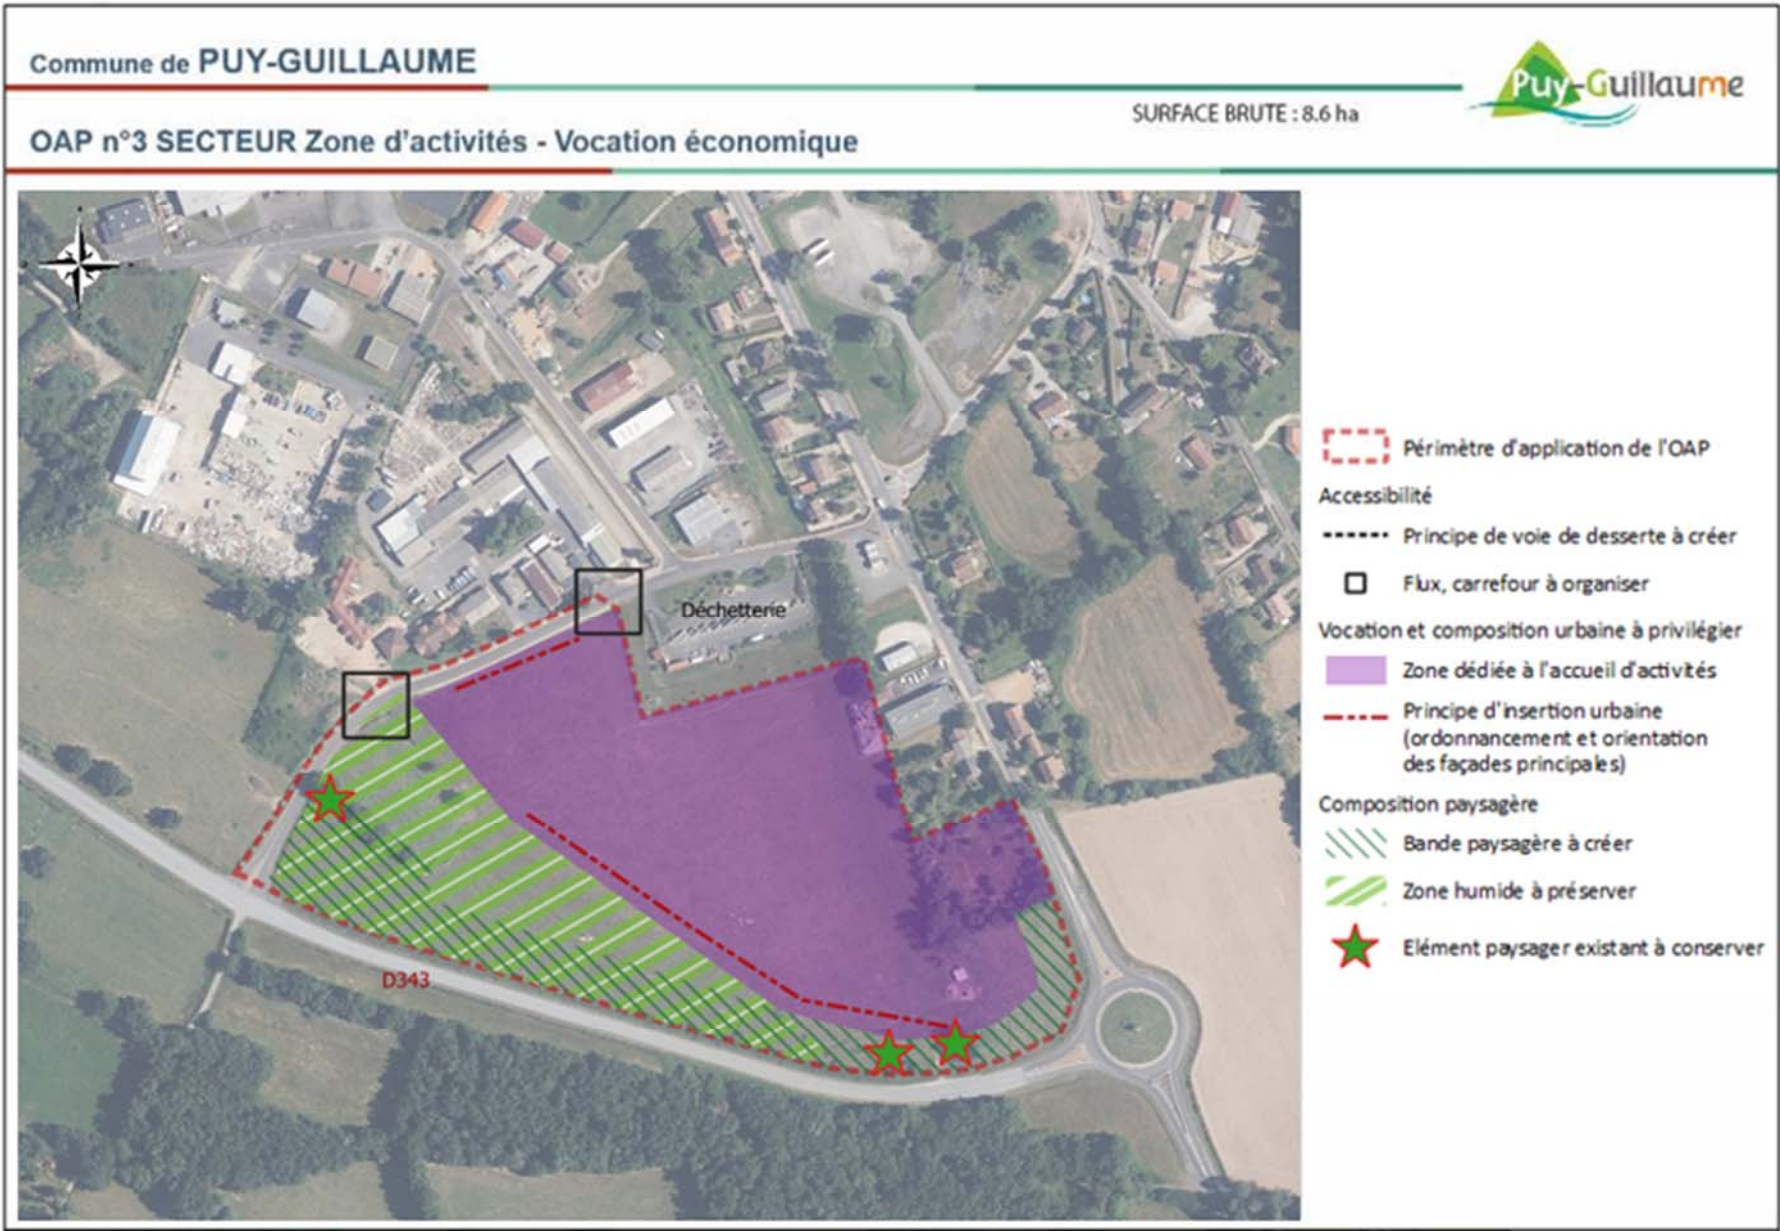 Commune de PUY-GUILLAUME
SURFACE BRUTE : 8.6 ha
Puy-Guillaume
OAP n°3 SECTEUR Zone d'activités - Vocation économique
Déchetterie
D343
Périmètre d'application de l'OAP
Accessibilité
Principe de voie de desserte à créer
Flux, carrefour à organiser
Vocation et composition urbaine à privilégier
Zone dédiée à l'accueil d'activités
Principe d'insertion urbaine
(ordonnancement et orientation
des façades principales)
Composition paysagère
Bande paysagère à créer
Zone humide à préserver
Elément paysager existant à conserver